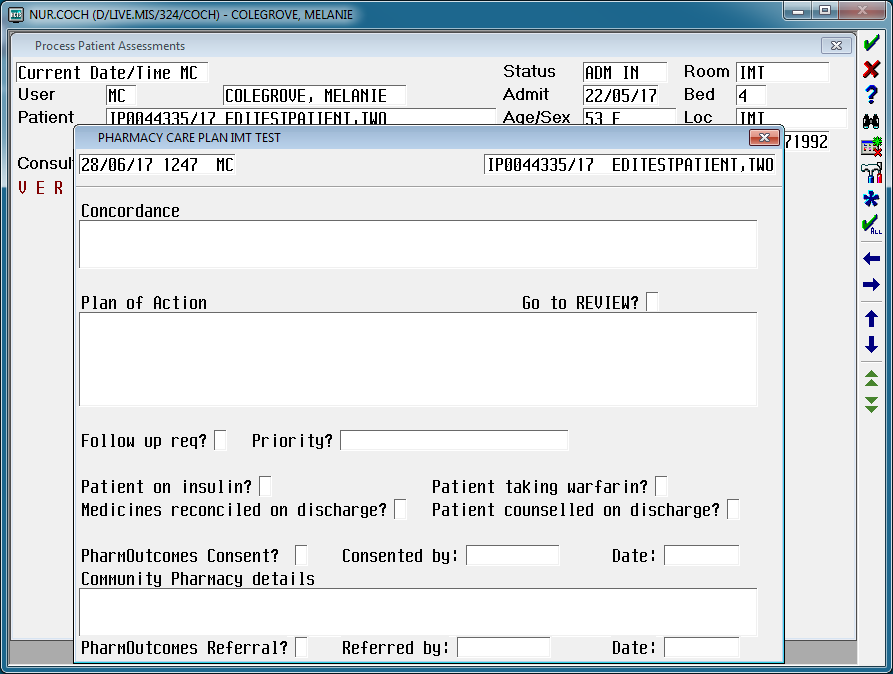 NUR.COCH (D/LIVE.MIS/324/COCH) - COLEGROVE, MELANIE
Process Patient Assessments
Current Date/Time MC Status ADM IN Room IMT
User MC COLEGROVE, MELANIE Admit 22/05/17 Bed 4
Patient IP0044335/17 EDITESTPATIENT,TWO Age/Sex 53 F Loc IMT
PHARMACY CARE PLAN IMT TEST
71992
Consul
28/06/17 1247 MC IP0044335/17 EDITESTPATIENT,TWO
V E R
Concordance
Plan of Action Go to REVIEW?
Follow up req? Priority?
Patient on insulin? Patient taking warfarin?
Medicines reconciled on discharge? Patient counselled on discharge?
PharmOutcomes Consent? Consented by: Date:
Community Pharmacy details
PharmOutcomes Referral? Referred by: Date:
ALL